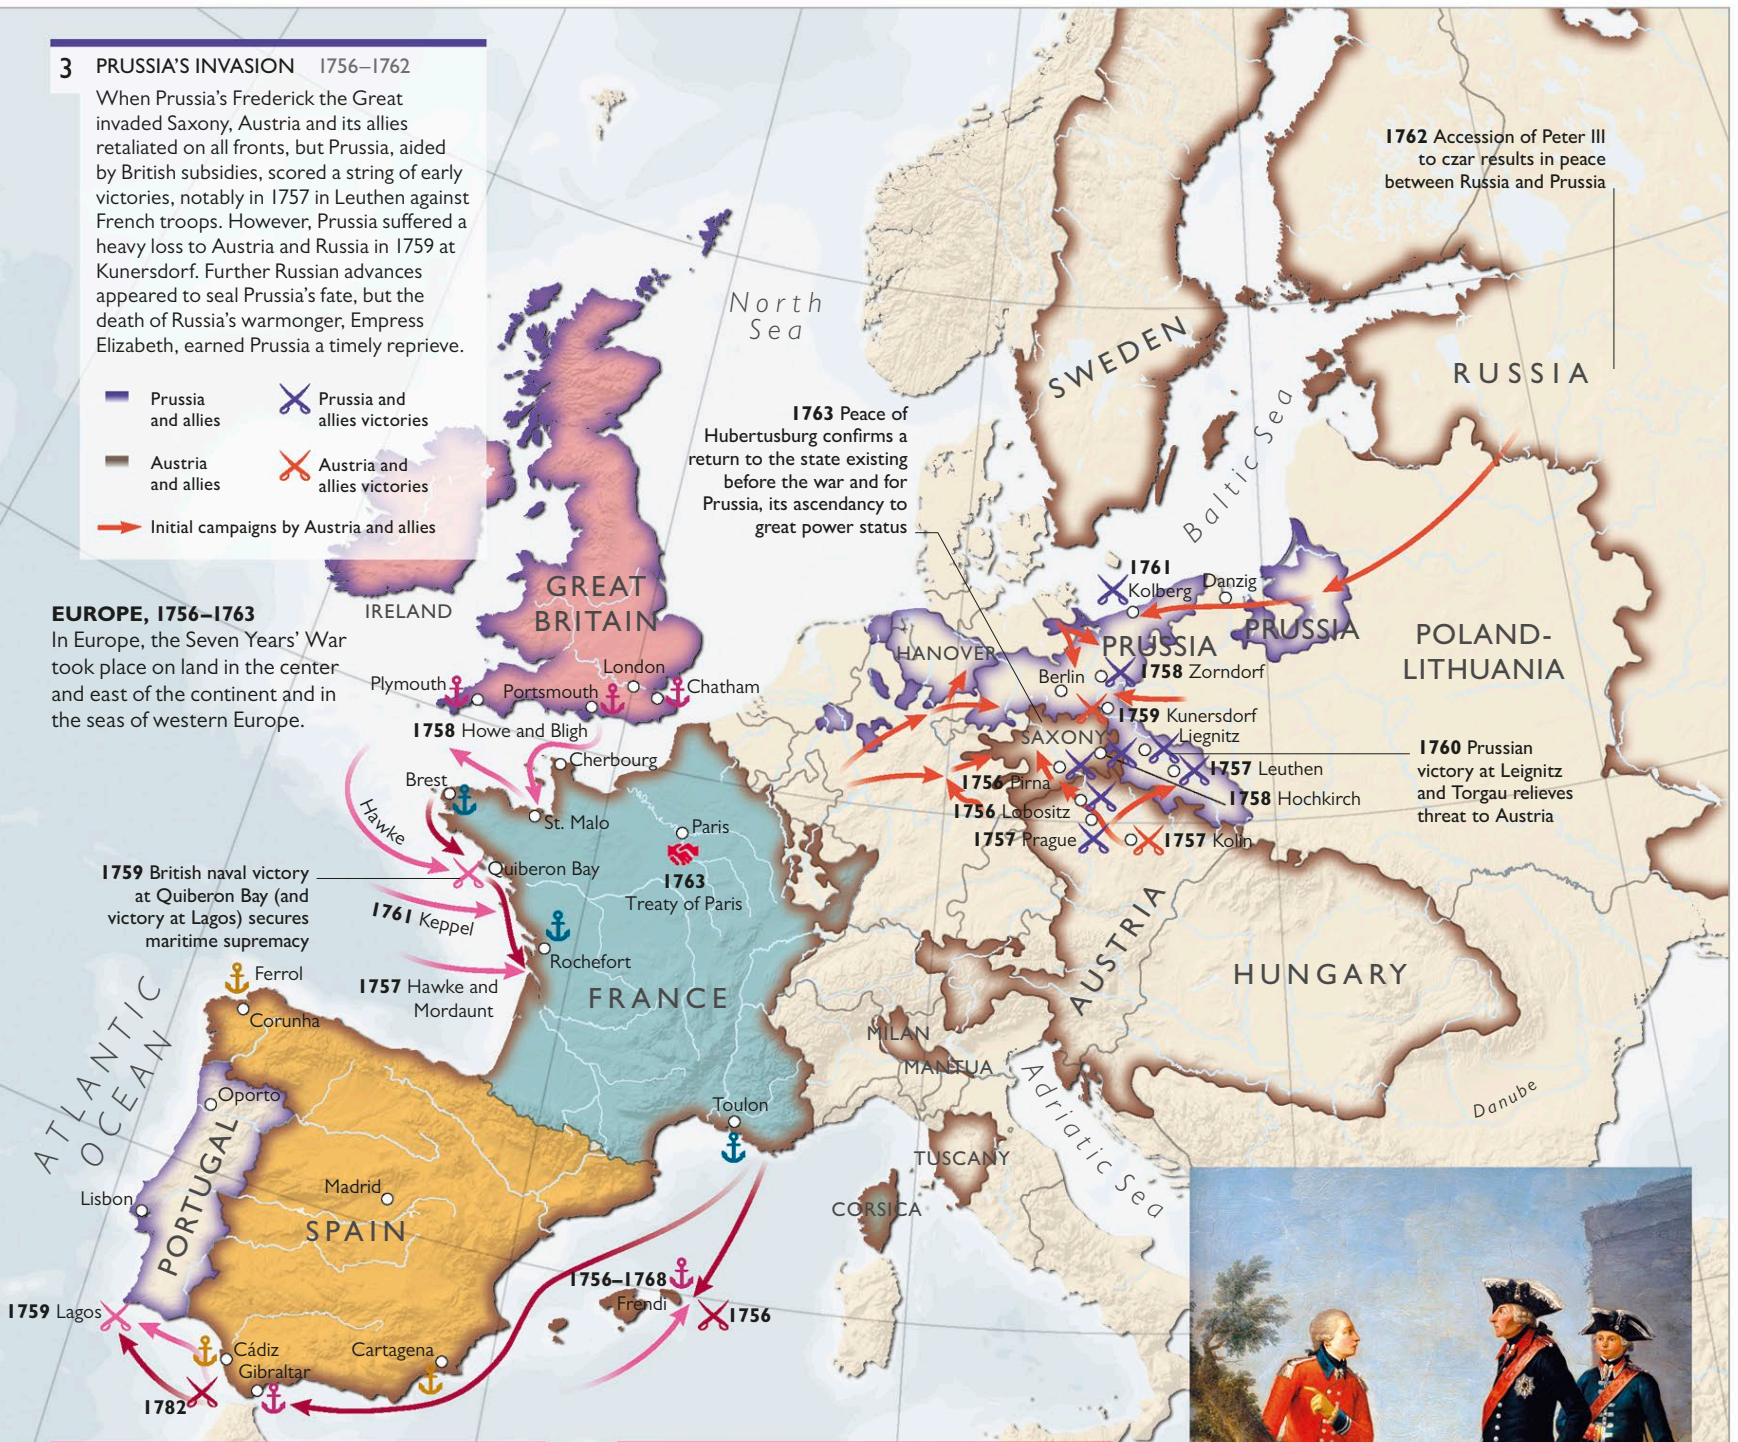 3 PRUSSIA'S INVASION 1756–1762
When Prussia's Frederick the Great
invaded Saxony, Austria and its allies
retaliated on all fronts, but Prussia, aided
by British subsidies, scored a string of early
victories, notably in 1757 in Leuthen against
French troops. However, Prussia suffered a
heavy loss to Austria and Russia in 1759 at
Kunersdorf. Further Russian advances
appeared to seal Prussia's fate, but the
death of Russia's warmonger, Empress
Elizabeth, earned Prussia a timely reprieve.
Prussia
and allies
Prussia and
allies victories
Austria
and allies
Austria and
allies victories
Initial campaigns by Austria and allies
EUROPE, 1756–1763
In Europe, the Seven Years' War
took place on land in the center
and east of the continent and in
the seas of western Europe.
North
Sea
1762 Accession of Peter III
to czar results in peace
between Russia and Prussia
SWEDEN
RUSSIA
Baltic Sea
1763 Peace of
Hubertusburg confirms a
return to the state existing
before the war and for
Prussia, its ascendancy to
great power status
IRELAND
GREAT
BRITAIN
London
Plymouth
Portsmouth
Chatham
1758 Howe and Bligh
Cherbourg
Brest
Hawke
St. Malo
Paris
1763
Treaty of Paris
Quiberon Bay
1759 British naval victory
at Quiberon Bay (and
victory at Lagos) secures
maritime supremacy
1761 Keppel
Rochefort
1757 Hawke and
Mordaunt
FRANCE
1761
Kolberg
Danzig
HANOVER
PRUSSIA
PRUSSIA
POLAND-
LITHUANIA
Berlin
1758 Zorndorf
1759 Kunersdorf
SAXONY
Liegnitz
1760 Prussian
victory at Leignitz
and Torgau relieves
threat to Austria
1757 Leuthen
1756 Pirna
1758 Hochkirch
1756 Lobositz
1757 Prague
1757 Kolin
AUSTRIA
HUNGARY
MILAN
MANTUA
Adriatic Sea
Danube
TUSCANY
CORSICA
ATLANTIC
OCEAN
Ferrol
Corunha
Oporto
PORTUGAL
Lisbon
Madrid
SPAIN
Toulon
1756–1768
Frendi
1756
1759 Lagos
Cádiz
Gibraltar
Cartagena
1782